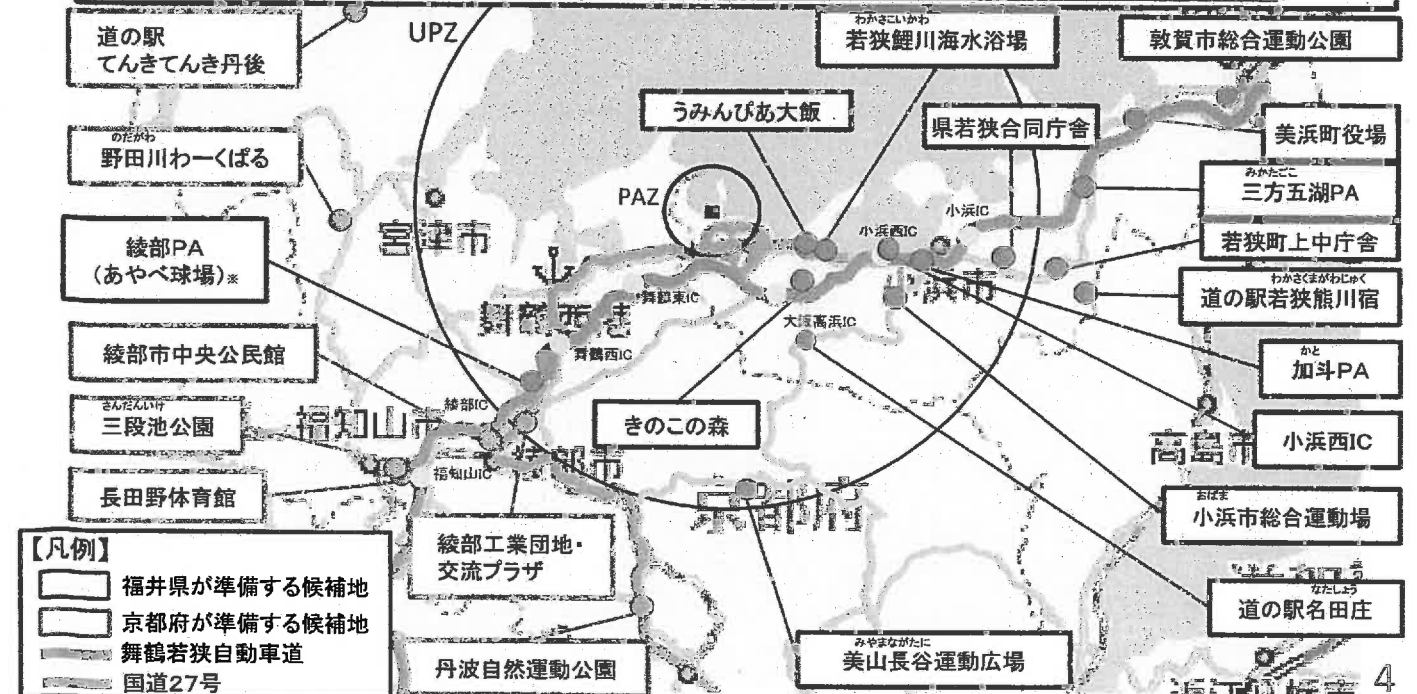 道の駅
てんきてんき丹後
UPZ
わかさこいかわ
若狭鯉川海水浴場
敦賀市総合運動公園
うみんぴあ大飯
県若狭合同庁舎
美浜町役場
のだがわ
野田川わーくぱる
PAZ
みかたごこ
三方五湖PA
宮津市
小浜IC
小浜西IC
若狭町上中庁舎
綾部PA
(あやべ球場)※
わかさくまがわじゅく
道の駅若狭熊川宿
舞鶴東IC
大飯高浜IC
舞鶴西IC
綾部市中央公民館
かと
加斗PA
さんだんいけ
三段池公園
福知山市
綾部IC
きのこの森
小浜西IC
高島市
福知山IC
長田野体育館
京都府
おばま
小浜市総合運動場
【凡例】
福井県が準備する候補地
京都府が準備する候補地
舞鶴若狭自動車道
国道27号
綾部工業団地・
交流プラザ
なたしょう
道の駅名田庄
丹波自然運動公園
みやまながたに
美山長谷運動広場
4